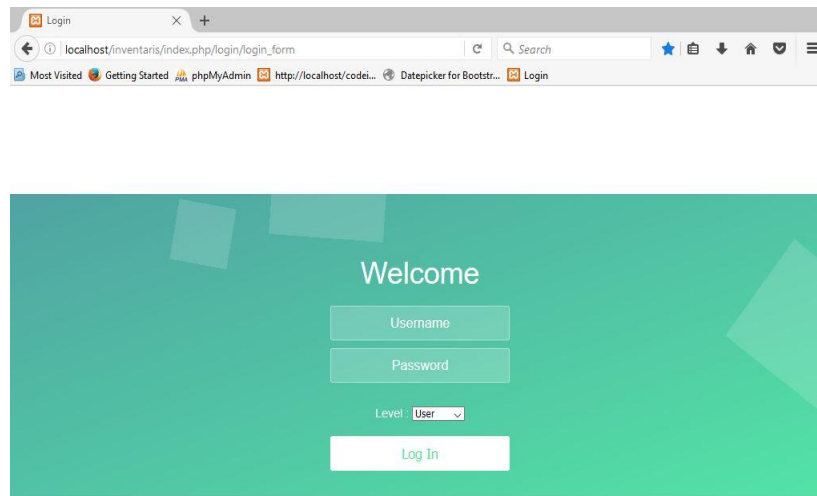 Login
localhost/inventaris/index.php/login/login_form
Search
Most Visited Getting Started phpMyAdmin http://localhost/codei... Datepicker for Bootstr... Login
Welcome
Username
Password
Level : User
Log In